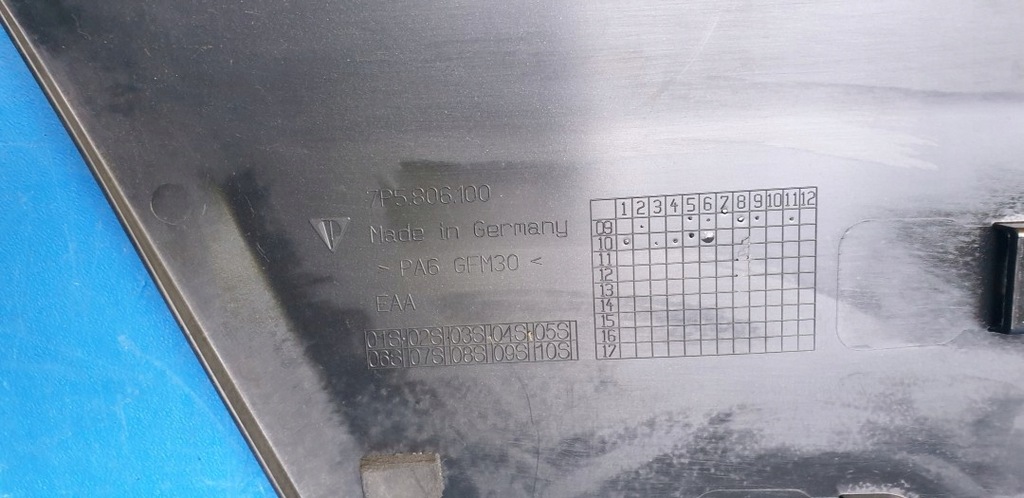 7P5.806.100
Made in Germany
> PA6 GFM30 <
EAA
01S 02S 03S 04S 05S
06S 07S 08S 09S 10S
1 2 3 4 5 6 7 8 9 10 11 12
09
10
11
12
13
14
15
16
17